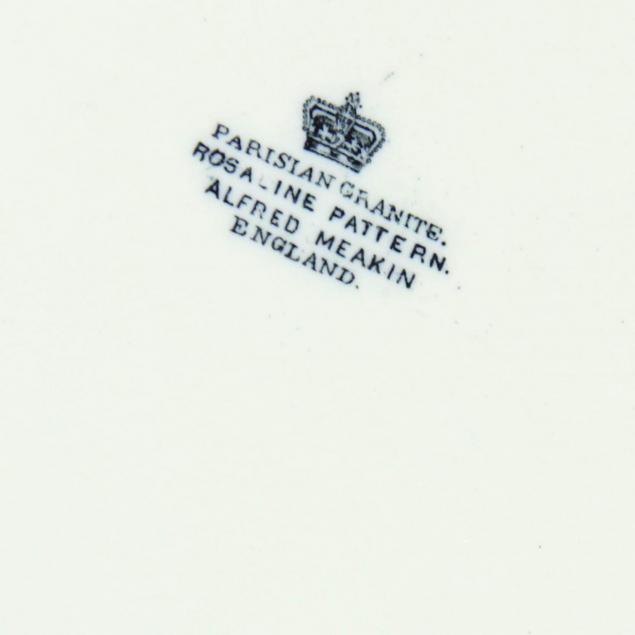 PARISIAN GRANITE.
ROSALINE PATTERN.
ALFRED MEAKIN
ENGLAND.